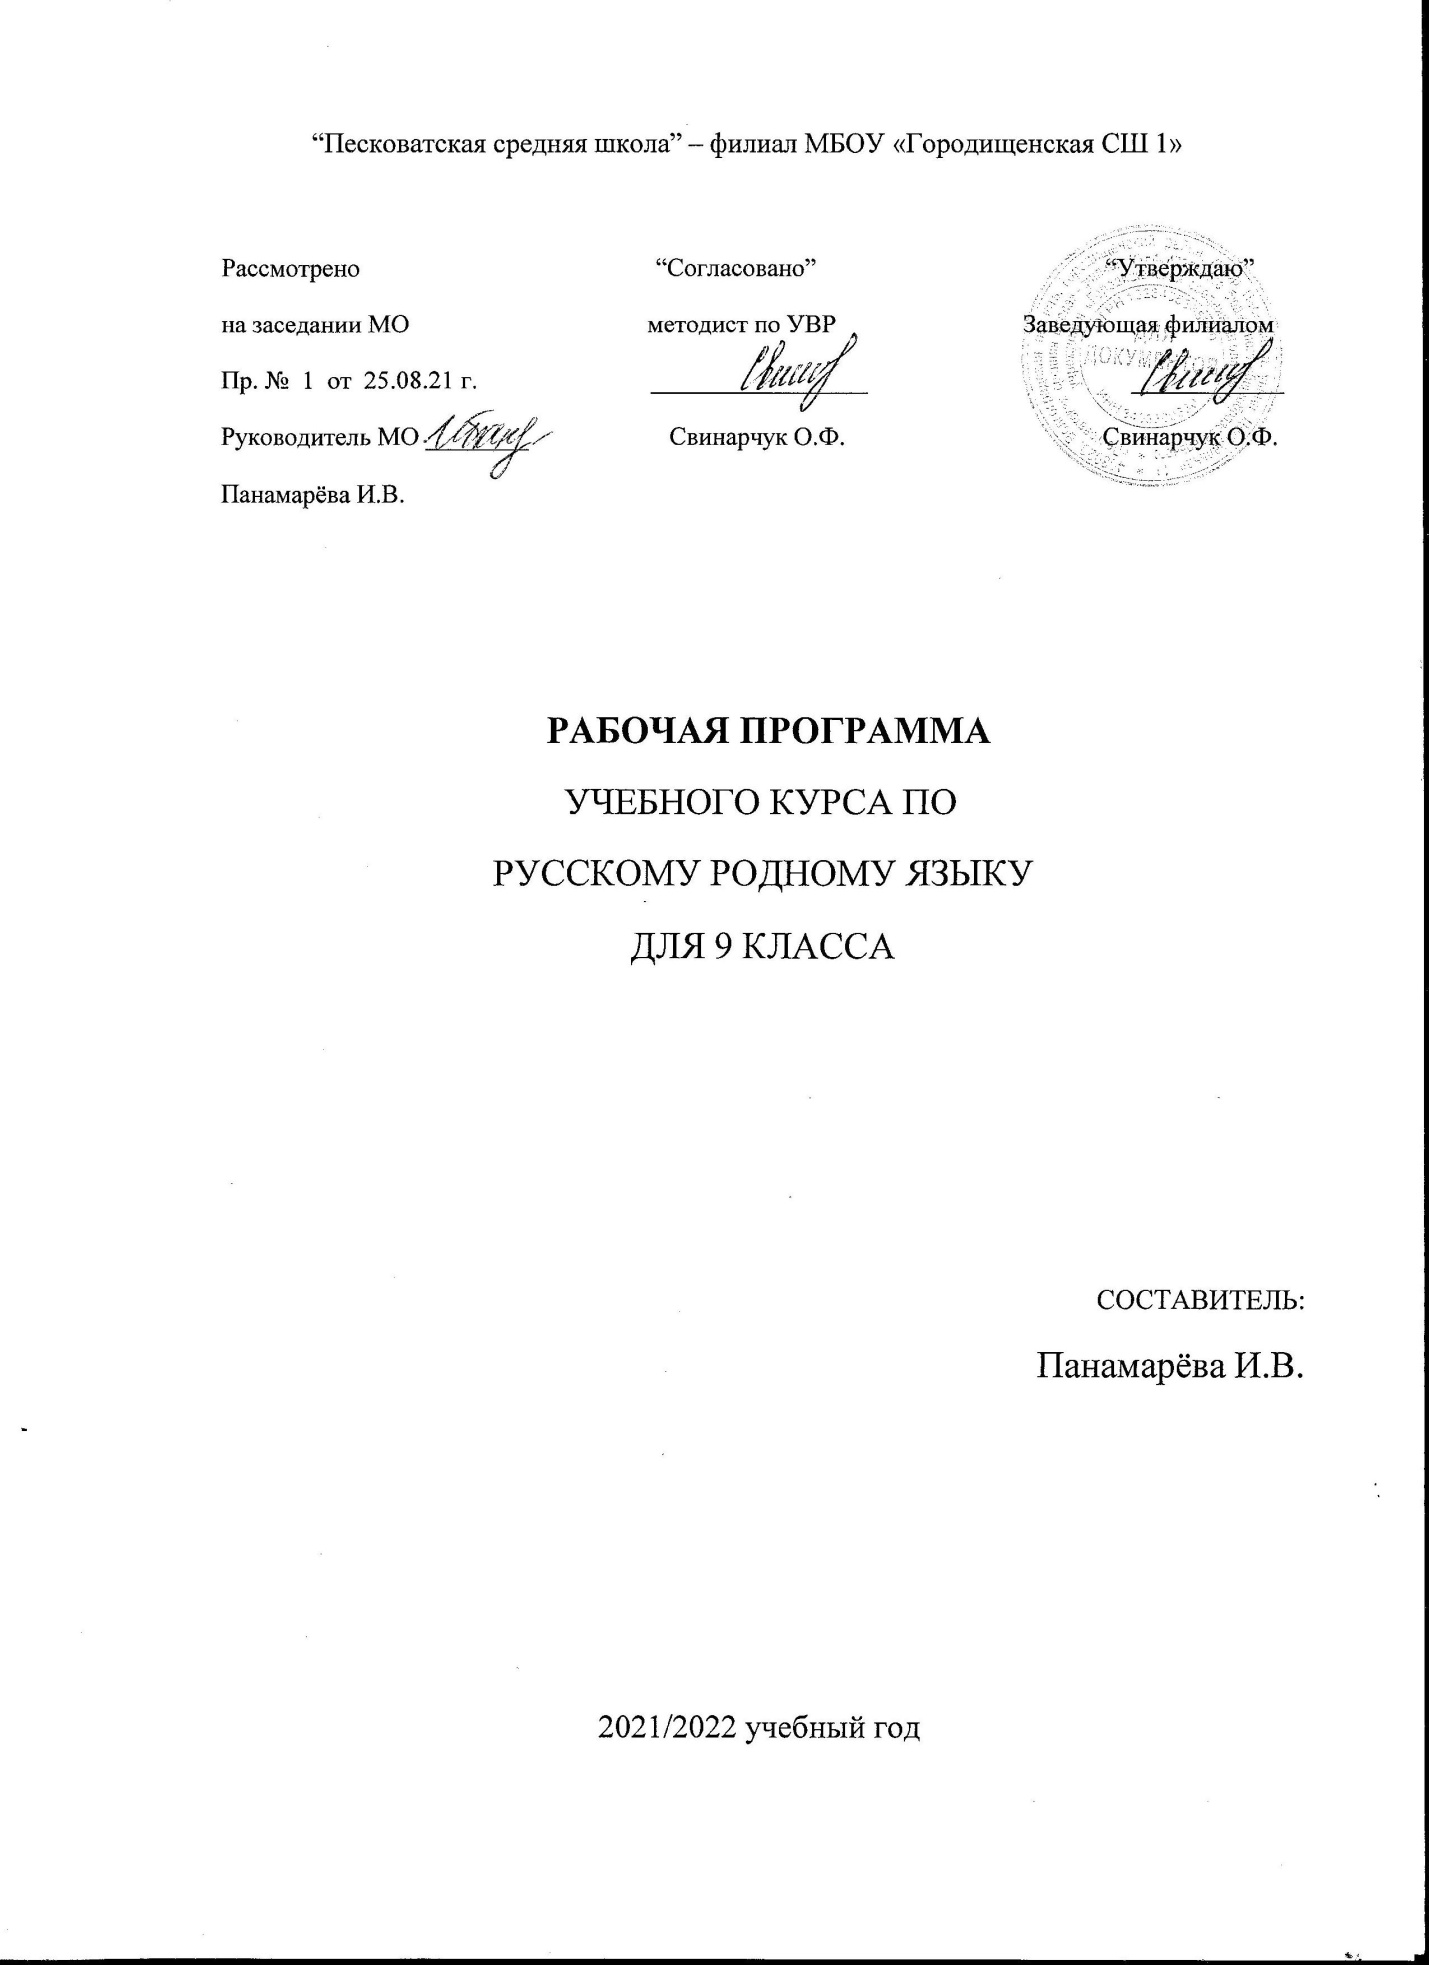 “Песковатская средняя школа” – филиал МБОУ «Городищенская СШ 1»
Рассмотрено “Согласовано” “Утверждаю”
на заседании МО методист по УВР Заведующая филиалом
Пр. № 1 от 25.08.21 г.
Руководитель МО Свинарчук О.Ф. Свинарчук О.Ф.
Панамарёва И.В.
РАБОЧАЯ ПРОГРАММА
УЧЕБНОГО КУРСА ПО
РУССКОМУ РОДНОМУ ЯЗЫКУ
ДЛЯ 9 КЛАССА
СОСТАВИТЕЛЬ:
Панамарёва И.В.
2021/2022 учебный год